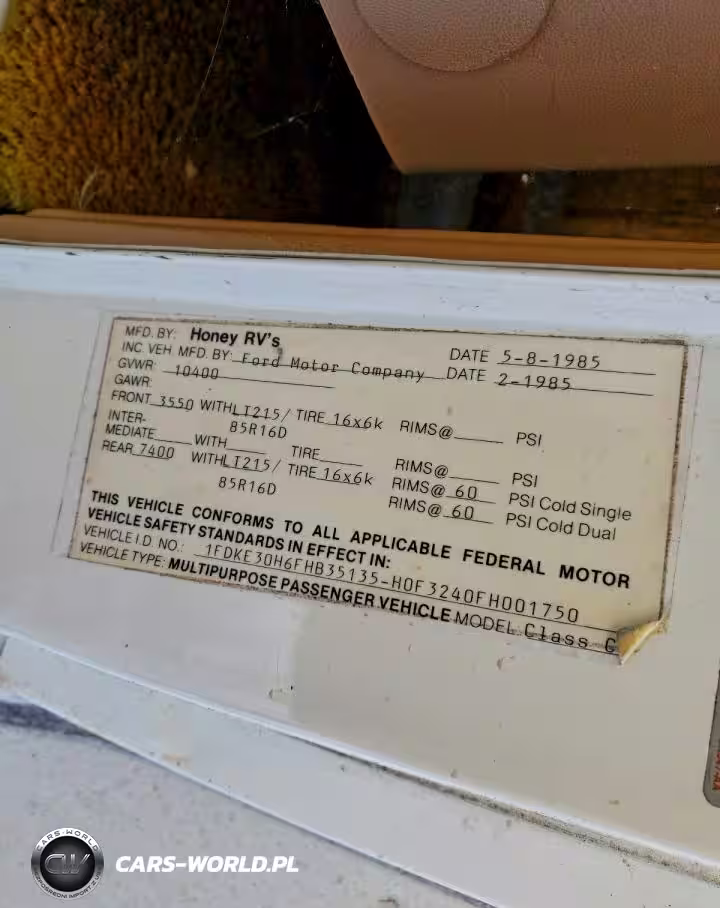 MFD. BY: Honey RV's DATE 5-8-1985
INC. VEH. MFD. BY: Ford Motor Company DATE 2-1985
GVWR: 10400
GAWR:
FRONT 3550 WITH LT215/ TIRE 16x6k RIMS@ PSI
85R16D
INTER-
MEDIATE WITH TIRE RIMS@ PSI
REAR 7400 WITH LT215/ TIRE 16x6k RIMS@ 60 PSI Cold Single
85R16D RIMS@ 60 PSI Cold Dual
THIS VEHICLE CONFORMS TO ALL APPLICABLE FEDERAL MOTOR
VEHICLE SAFETY STANDARDS IN EFFECT IN:
VEHICLE I.D. NO.: 1FDKE30H6FHB35135-H0F3240FH001750
VEHICLE TYPE: MULTIPURPOSE PASSENGER VEHICLE MODEL: Class C
CARS-WORLD
CW
CARS-WORLD.PL